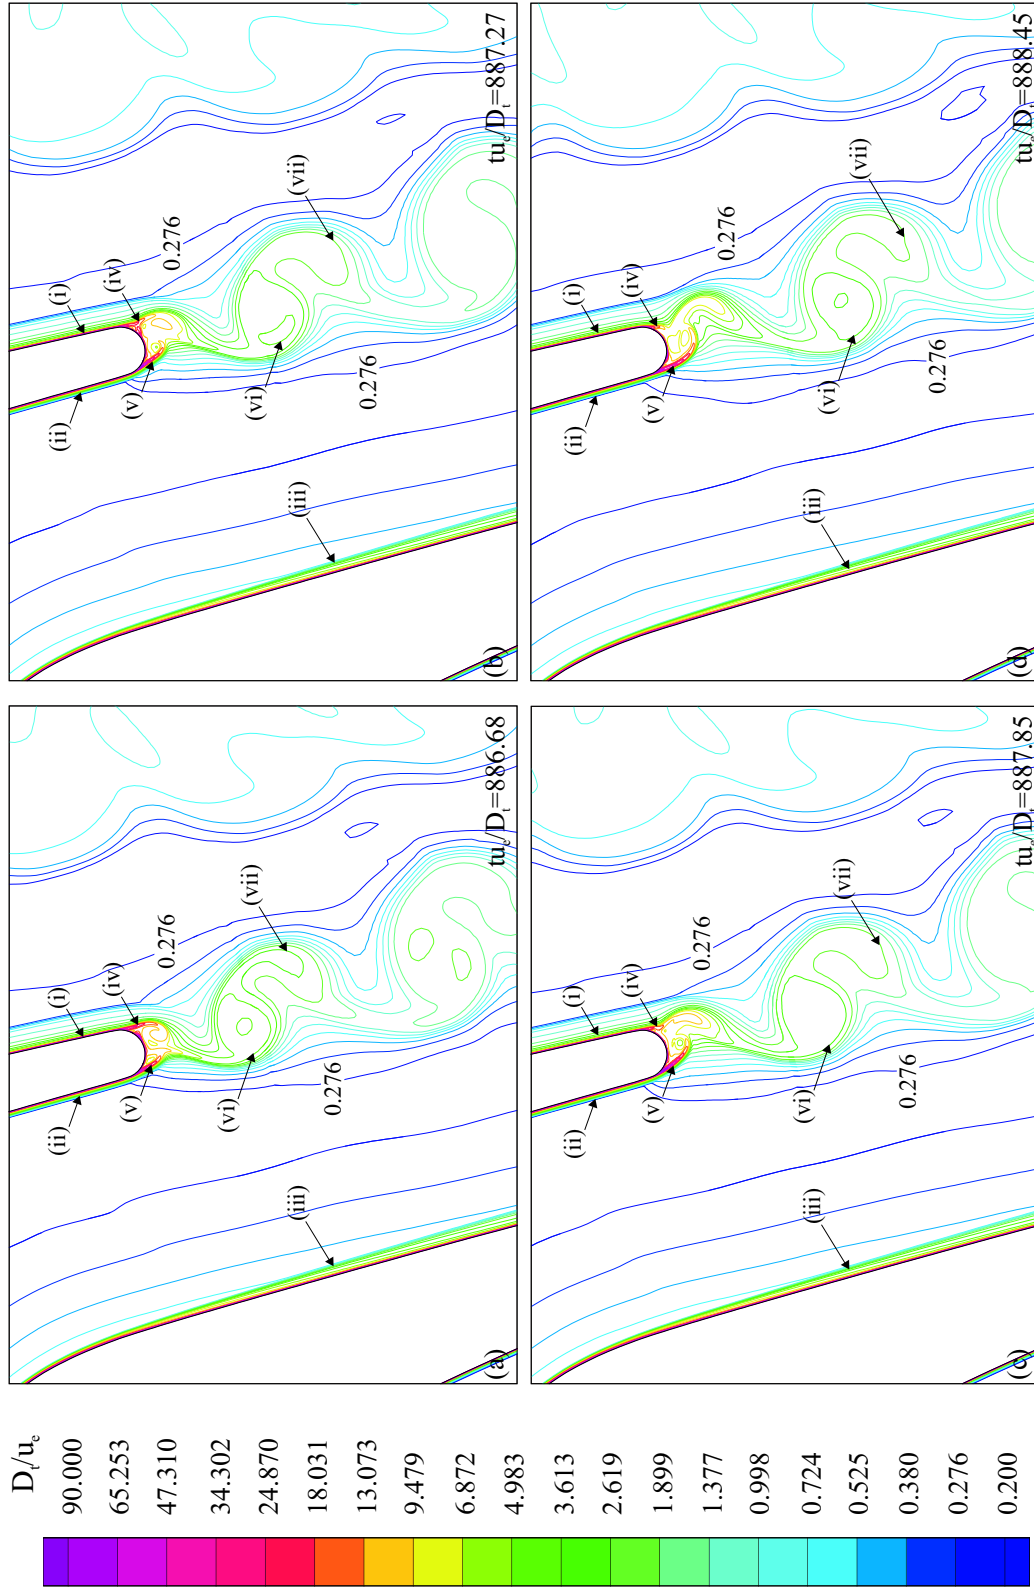 D_t/u_e
90.000
65.253
47.310
34.302
24.870
18.031
13.073
9.479
6.872
4.983
3.613
2.619
1.899
1.377
0.998
0.724
0.525
0.380
0.276
0.200
(i)
(ii)
(iii)
(iv)
(v)
(vi)
(vii)
0.276
0.276
(a)
tu_e/D_t=886.68
(i)
(ii)
(iii)
(iv)
(v)
(vi)
(vii)
0.276
0.276
(b)
tu_e/D_t=887.27
(i)
(ii)
(iii)
(iv)
(v)
(vi)
(vii)
0.276
0.276
(c)
tu_e/D_t=887.85
(i)
(ii)
(iii)
(iv)
(v)
(vi)
(vii)
0.276
0.276
(d)
tu_e/D_t=888.45